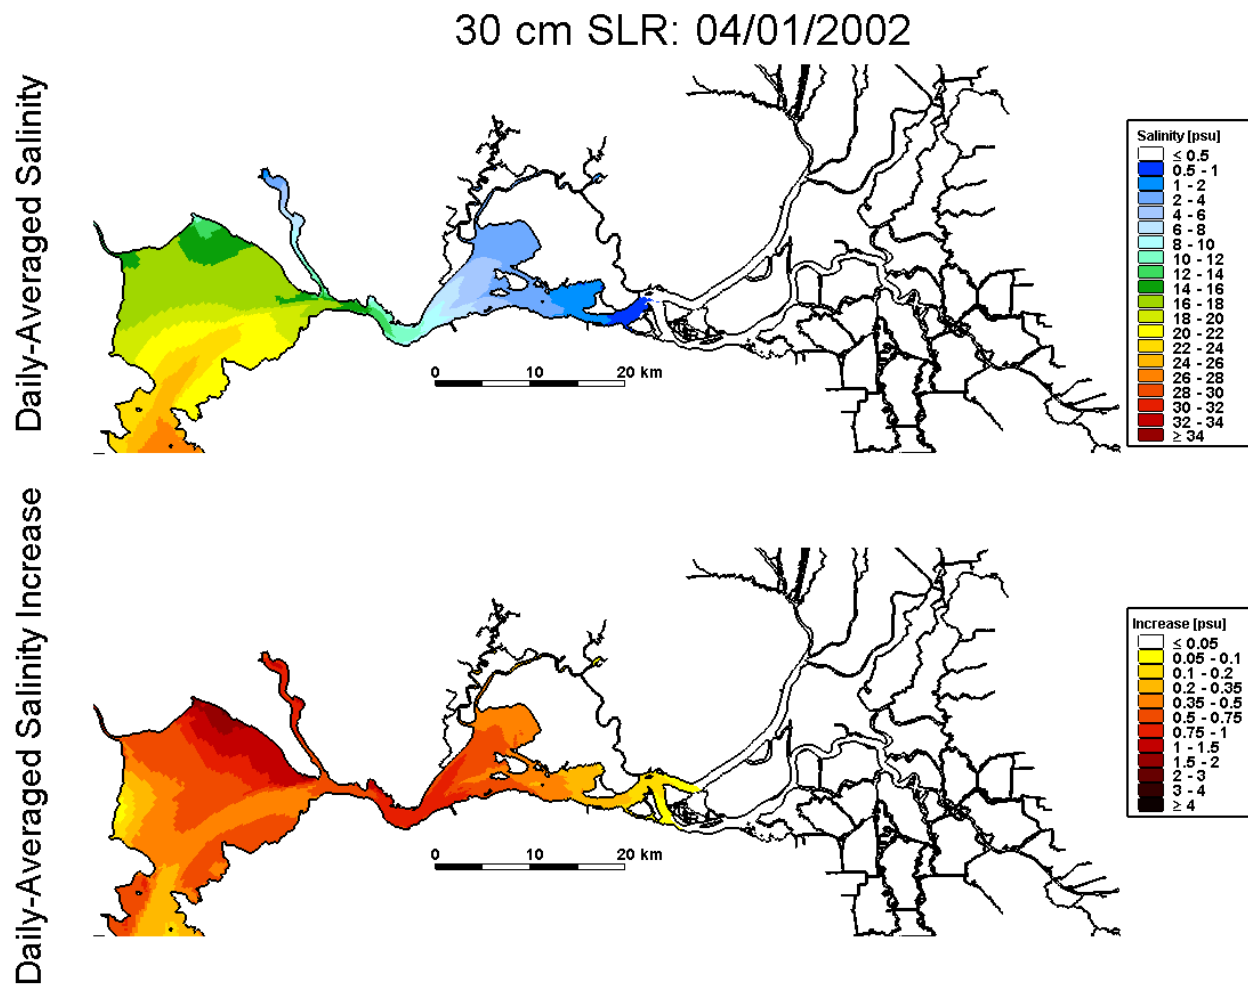 30 cm SLR: 04/01/2002
Daily-Averaged Salinity
0 10 20 km
Salinity [psu]
≤ 0.5
0.5 - 1
1 - 2
2 - 4
4 - 6
6 - 8
8 - 10
10 - 12
12 - 14
14 - 16
16 - 18
18 - 20
20 - 22
22 - 24
24 - 26
26 - 28
28 - 30
30 - 32
32 - 34
≥ 34
Daily-Averaged Salinity Increase
0 10 20 km
Increase [psu]
≤ 0.05
0.05 - 0.1
0.1 - 0.2
0.2 - 0.35
0.35 - 0.5
0.5 - 0.75
0.75 - 1
1 - 1.5
1.5 - 2
2 - 3
3 - 4
≥ 4